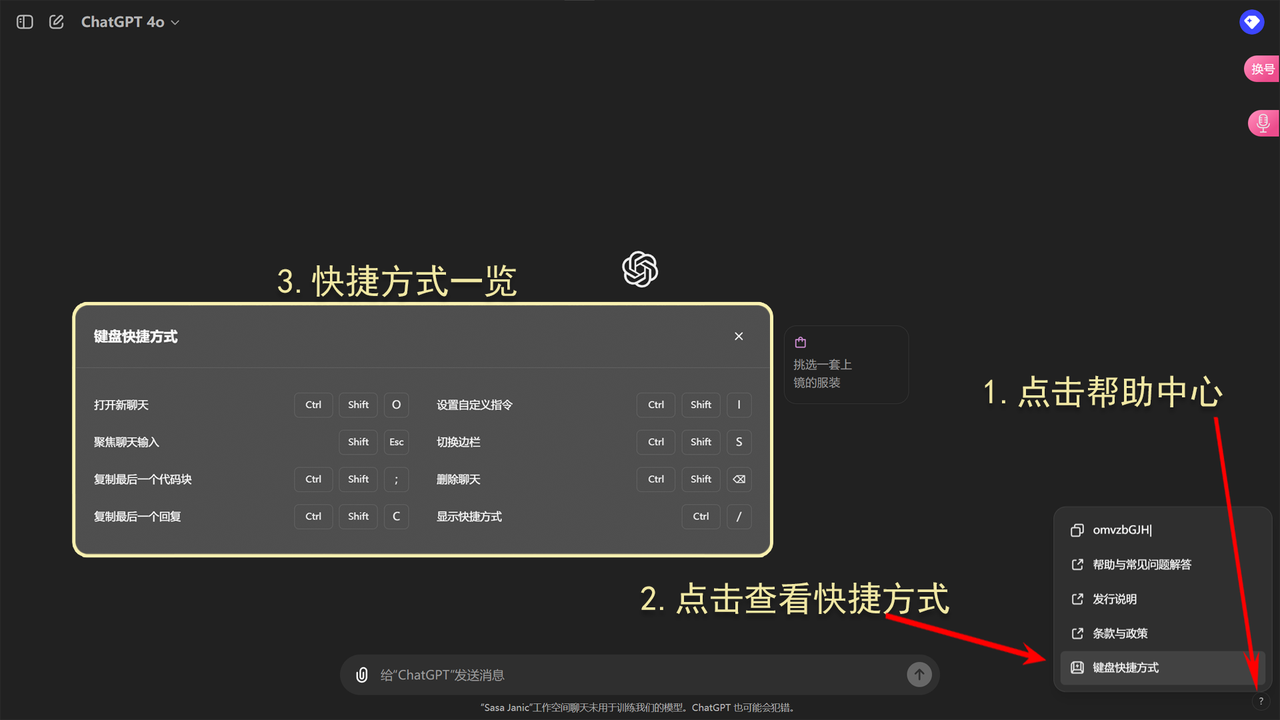 ChatGPT 4o
换号
3. 快捷方式一览
键盘快捷方式
打开新聊天 Ctrl Shift O 设置自定义指令 Ctrl Shift I
聚焦聊天输入 Shift Esc 切换边栏 Ctrl Shift S
复制最后一个代码块 Ctrl Shift ; 删除聊天 Ctrl Shift ⌫
复制最后一个回复 Ctrl Shift C 显示快捷方式 Ctrl /
挑选一套上
镜的服装
1. 点击帮助中心
omvzbGJH|
帮助与常见问题解答
发行说明
条款与政策
键盘快捷方式
2. 点击查看快捷方式
给“ChatGPT”发送消息
“Sasa Janic”工作空间聊天未用于训练我们的模型。ChatGPT 也可能会犯错。
?